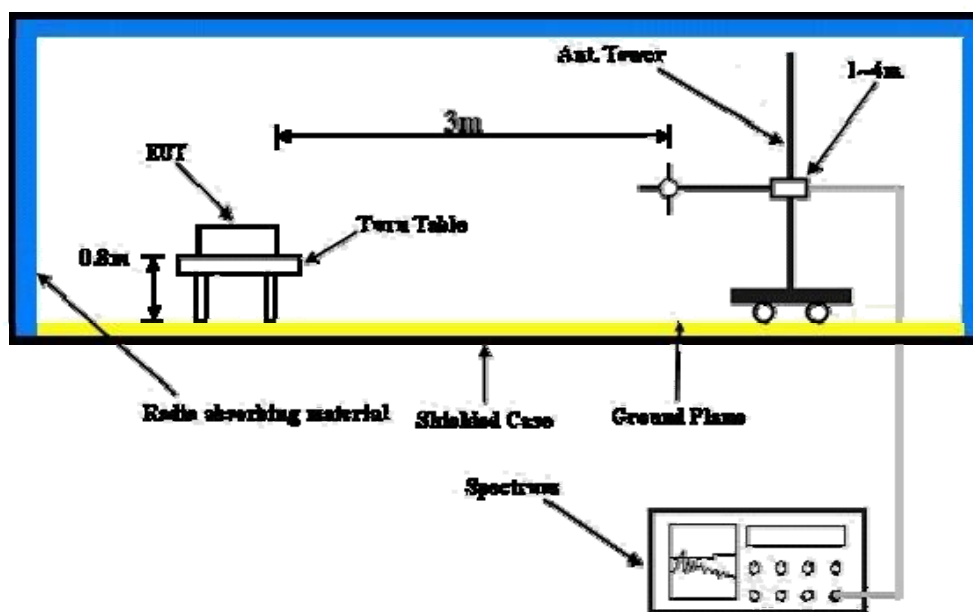 Ant. Tower
1~4m
3m
EUT
Turn Table
0.8m
Radio absorbing material
Shielded Case
Ground Plane
Spectrum